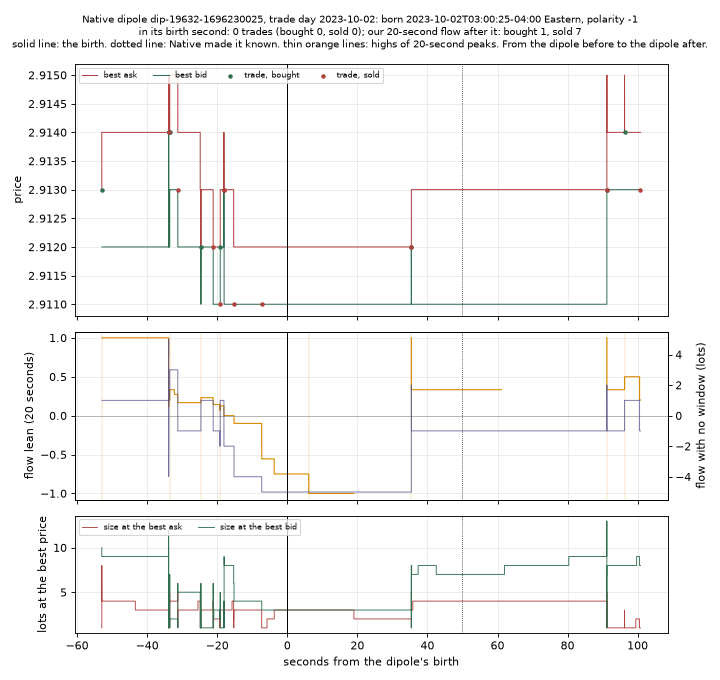 Native dipole dip-19632-1696230025, trade day 2023-10-02: born 2023-10-02T03:00:25-04:00 Eastern, polarity -1
in its birth second: 0 trades (bought 0, sold 0); our 20-second flow after it: bought 1, sold 7
solid line: the birth. dotted line: Native made it known. thin orange lines: highs of 20-second peaks. From the dipole before to the dipole after.
best ask
best bid
trade, bought
trade, sold
2.9150
2.9145
2.9140
2.9135
2.9130
2.9125
2.9120
2.9115
2.9110
price
1.0
0.5
0.0
−0.5
−1.0
flow lean (20 seconds)
4
2
0
−2
−4
flow with no window (lots)
size at the best ask
size at the best bid
10
5
lots at the best price
−60
−40
−20
0
20
40
60
80
100
seconds from the dipole's birth